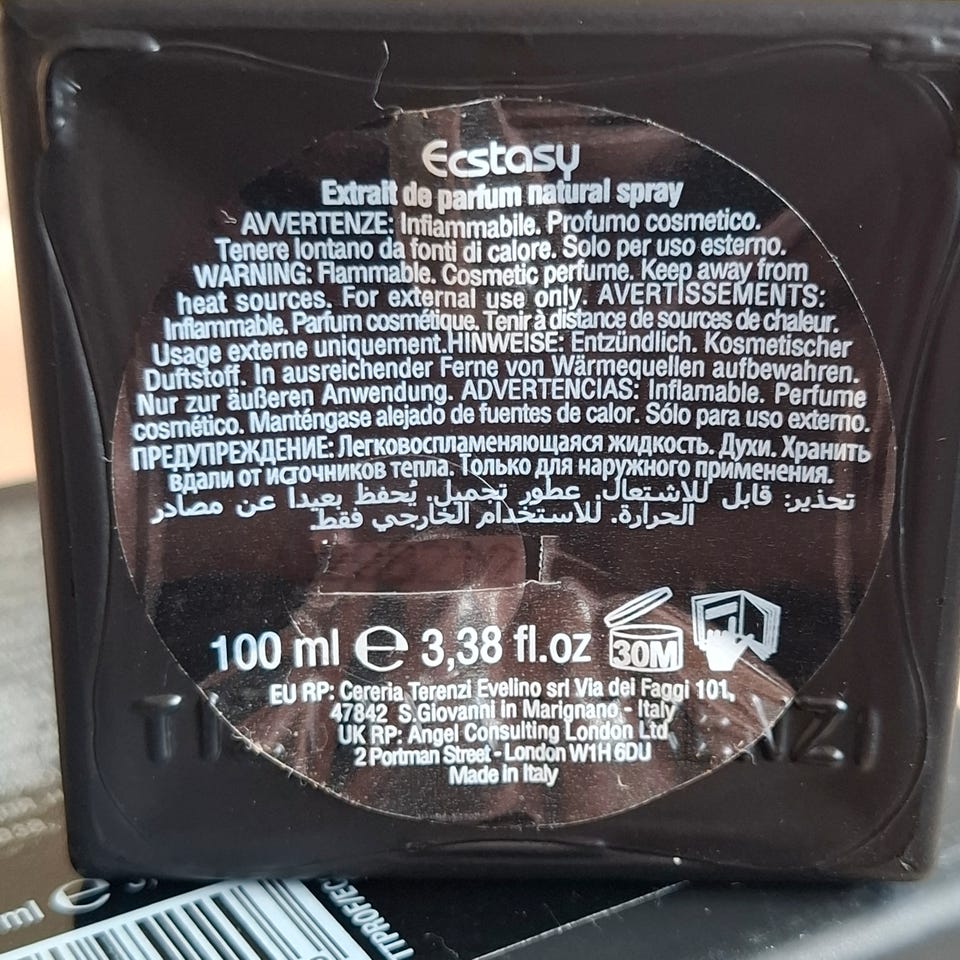 Ecstasy
Extrait de parfum natural spray
AVVERTENZE: Infiammabile. Profumo cosmetico.
Tenere lontano da fonti di calore. Solo per uso esterno.
WARNING: Flammable. Cosmetic perfume. Keep away from
heat sources. For external use only. AVERTISSEMENTS:
Inflammable. Parfum cosmétique. Tenir à distance de sources de chaleur.
Usage externe uniquement.HINWEISE: Entzündlich. Kosmetischer
Duftstoff. In ausreichender Ferne von Wärmequellen aufbewahren.
Nur zur äußeren Anwendung. ADVERTENCIAS: Inflamable. Perfume
cosmético. Manténgase alejado de fuentes de calor. Sólo para uso externo.
ПРЕДУПРЕЖДЕНИЕ: Легковоспламеняющаяся жидкость. Духи. Хранить
вдали от источников тепла. Только для наружного применения.
تحذير: قابل للاشتعال. عطور تجميل. يُحفظ بعيدا عن مصادر
الحرارة. للاستخدام الخارجي فقط
100 ml e 3,38 fl.oz 30M
EU RP: Cereria Terenzi Evelino srl Via dei Faggi 101,
47842 S.Giovanni in Marignano - Italy
UK RP: Angel Consulting London Ltd
2 Portman Street - London W1H 6DU
Made in Italy
ml e